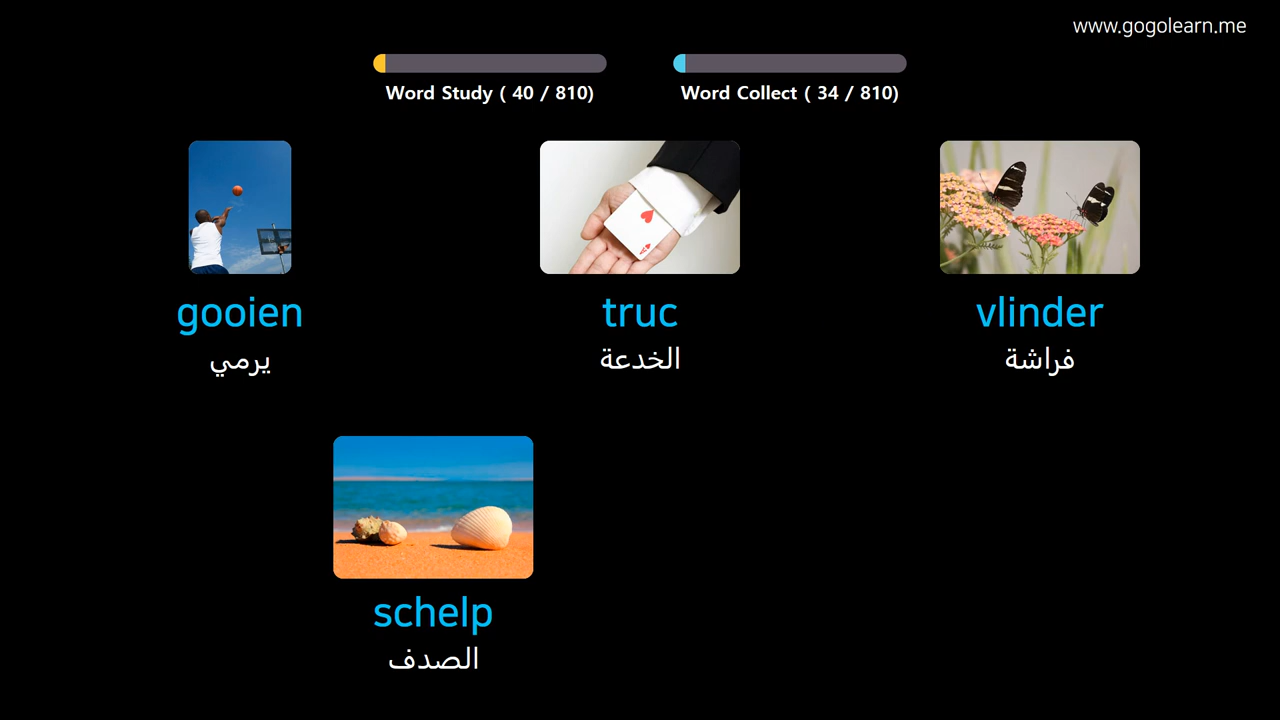 www.gogolearn.me
Word Study ( 40 / 810)
Word Collect ( 34 / 810)
gooien
يرمي
truc
الخدعة
vlinder
فراشة
schelp
الصدف